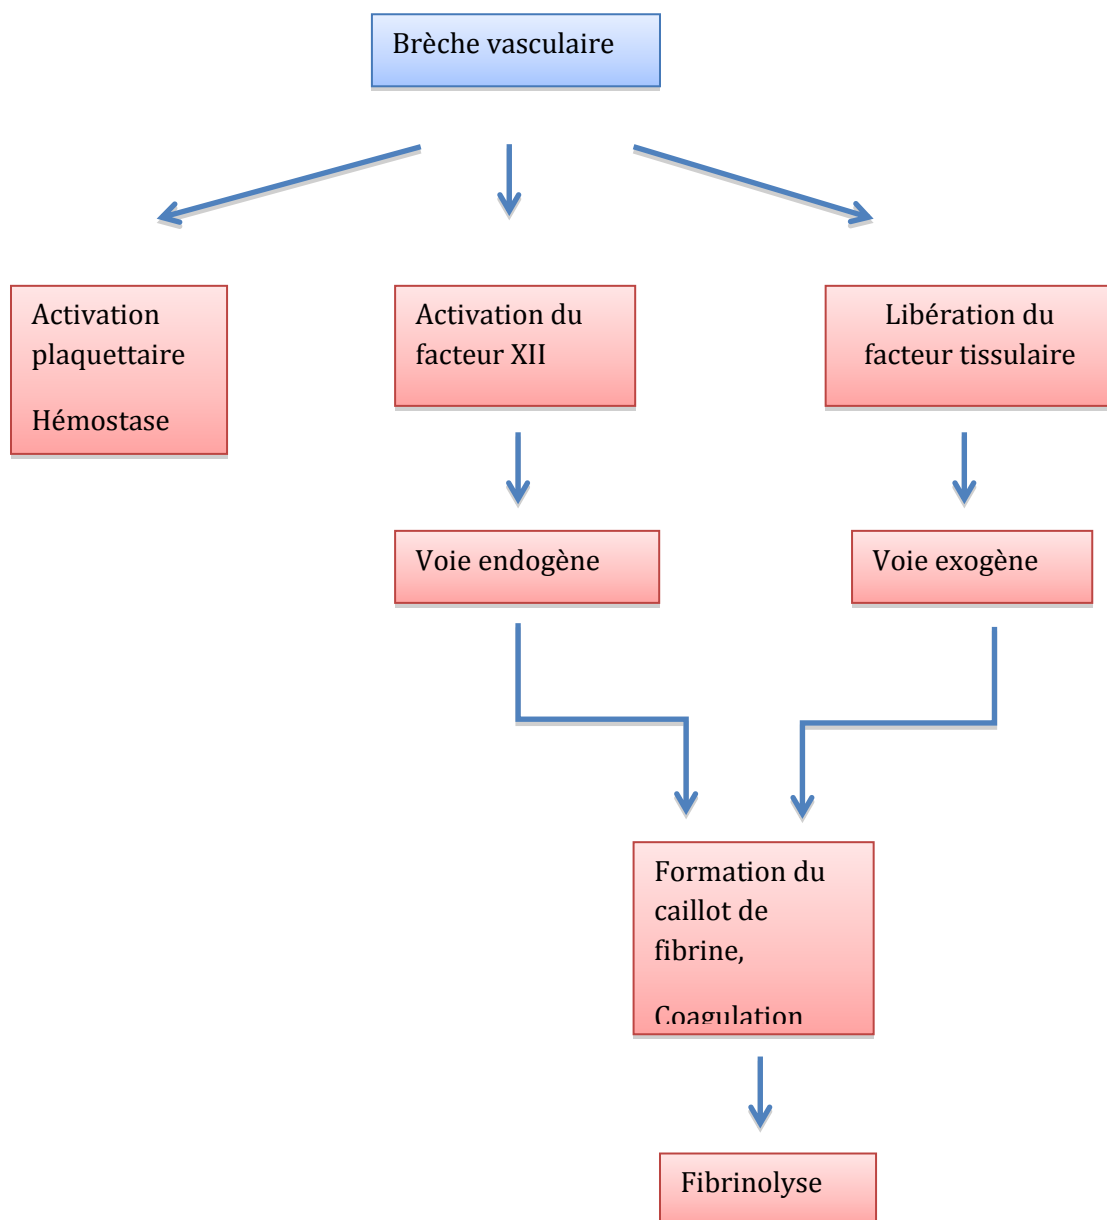 Brèche vasculaire
Activation
plaquettaire
Hémostase
Activation du
facteur XII
Libération du
facteur tissulaire
Voie endogène
Voie exogène
Formation du
caillot de
fibrine,
Coagulation
Fibrinolyse